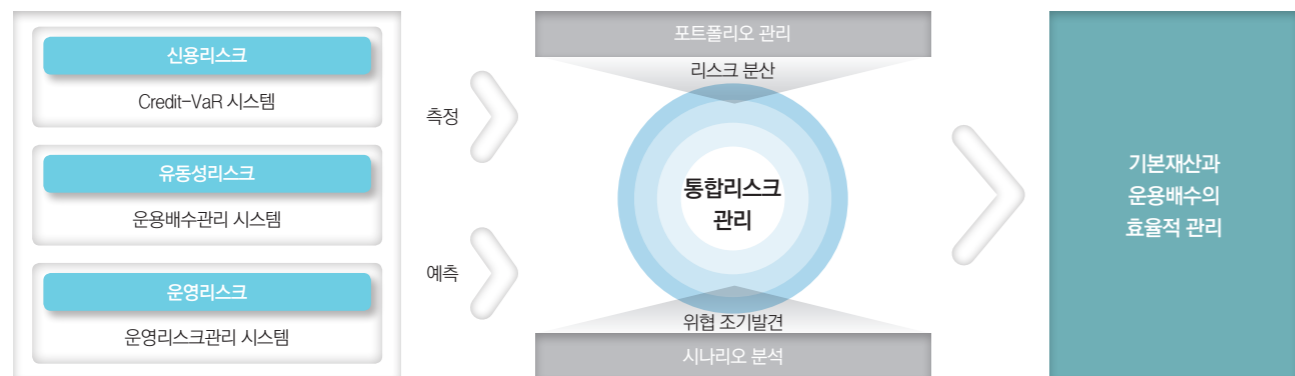 신용리스크
Credit-VaR 시스템
유동성리스크
운용배수관리 시스템
운영리스크
운영리스크관리 시스템
측정
예측
포트폴리오 관리
리스크 분산
통합리스크
관리
위협 조기발견
시나리오 분석
기본재산과
운용배수의
효율적 관리